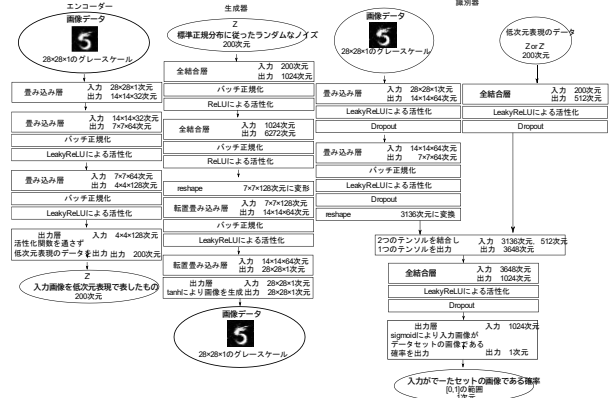 エンコーダー
画像データ
28×28×1のグレースケール
畳み込み層 入力 28×28×1次元
出力 14×14×32次元
畳み込み層 入力 14×14×32次元
出力 7×7×64次元
バッチ正規化
LeakyReLUによる活性化
畳み込み層 入力 7×7×64次元
出力 4×4×128次元
バッチ正規化
LeakyReLUによる活性化
出力層 入力 4×4×128次元
活性化関数を通さず
低次元表現のデータを出力 出力 200次元
Z'
入力画像を低次元表現で表したもの
200次元
生成器
Z
標準正規分布に従ったランダムなノイズ
200次元
全結合層 入力 200次元
出力 1024次元
バッチ正規化
ReLUによる活性化
全結合層 入力 1024次元
出力 6272次元
バッチ正規化
ReLUによる活性化
reshape 7×7×128次元に変形
転置畳み込み層 入力 7×7×128次元
出力 14×14×64次元
バッチ正規化
LeakyReLUによる活性化
転置畳み込み層 入力 14×14×64次元
出力 28×28×1次元
出力層 入力 28×28×1次元
tanhにより画像を生成 出力 28×28×1次元
画像データ
28×28×1のグレースケール
識別器
画像データ
28×28×1のグレースケール
畳み込み層 入力 28×28×1次元
出力 14×14×64次元
LeakyReLUによる活性化
Dropout
畳み込み層 入力 14×14×64次元
出力 7×7×64次元
バッチ正規化
LeakyReLUによる活性化
Dropout
reshape 3136次元に変換
低次元表現のデータ
Z or Z'
200次元
全結合層 入力 200次元
出力 512次元
LeakyReLUによる活性化
Dropout
2つのテンソルを結合し 入力 3136次元, 512次元
1つのテンソルを出力 出力 3648次元
全結合層 入力 3648次元
出力 1024次元
LeakyReLUによる活性化
Dropout
出力層 入力 1024次元
sigmoidにより入力画像が
データセットの画像である
確率を出力 出力 1次元
入力がでーたセットの画像である確率
[0,1]の範囲
1次元